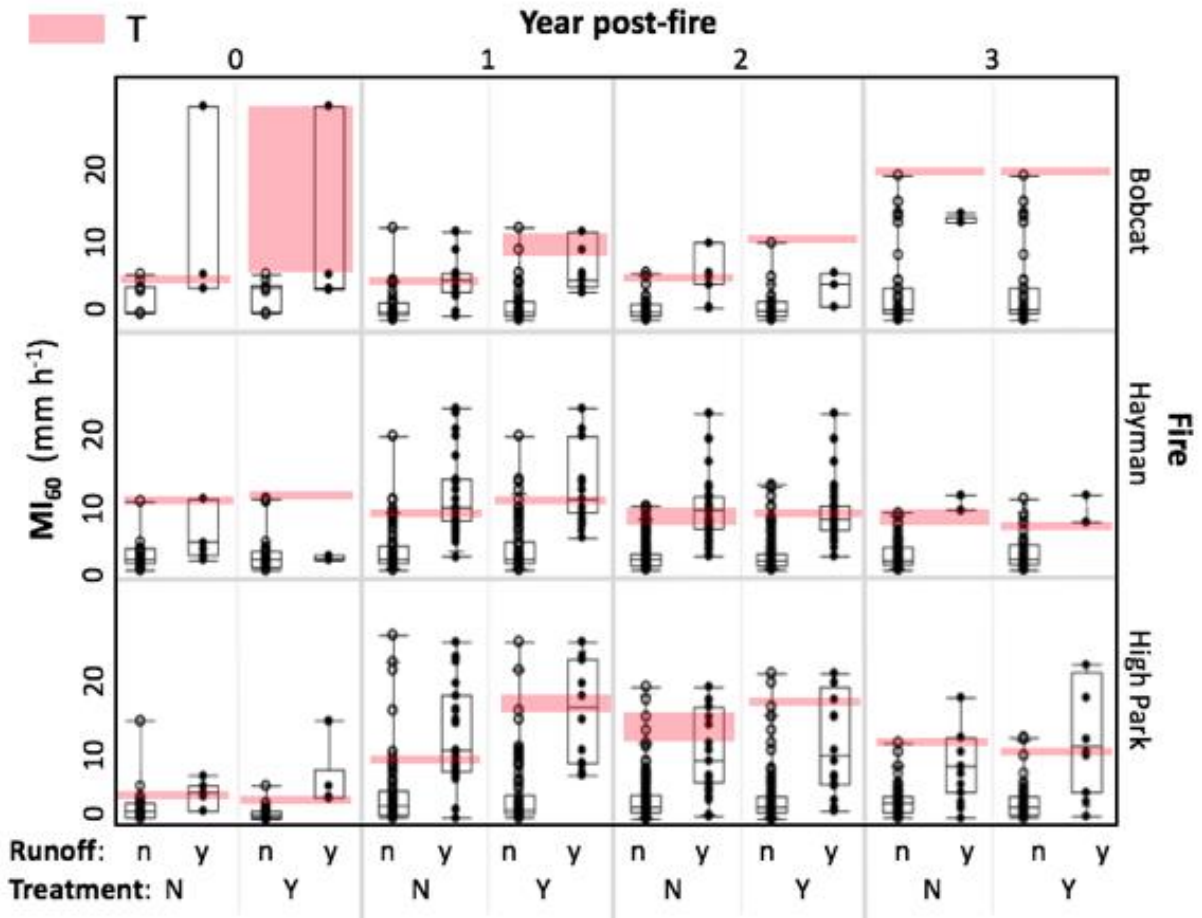 T
Year post-fire
0 1 2 3
20
10
0
Bobcat
20
10
0
Hayman
20
10
0
High Park
MI60 (mm h-1)
Fire
Runoff: n y n y n y n y n y n y n y n y
Treatment: N Y N Y N Y N Y